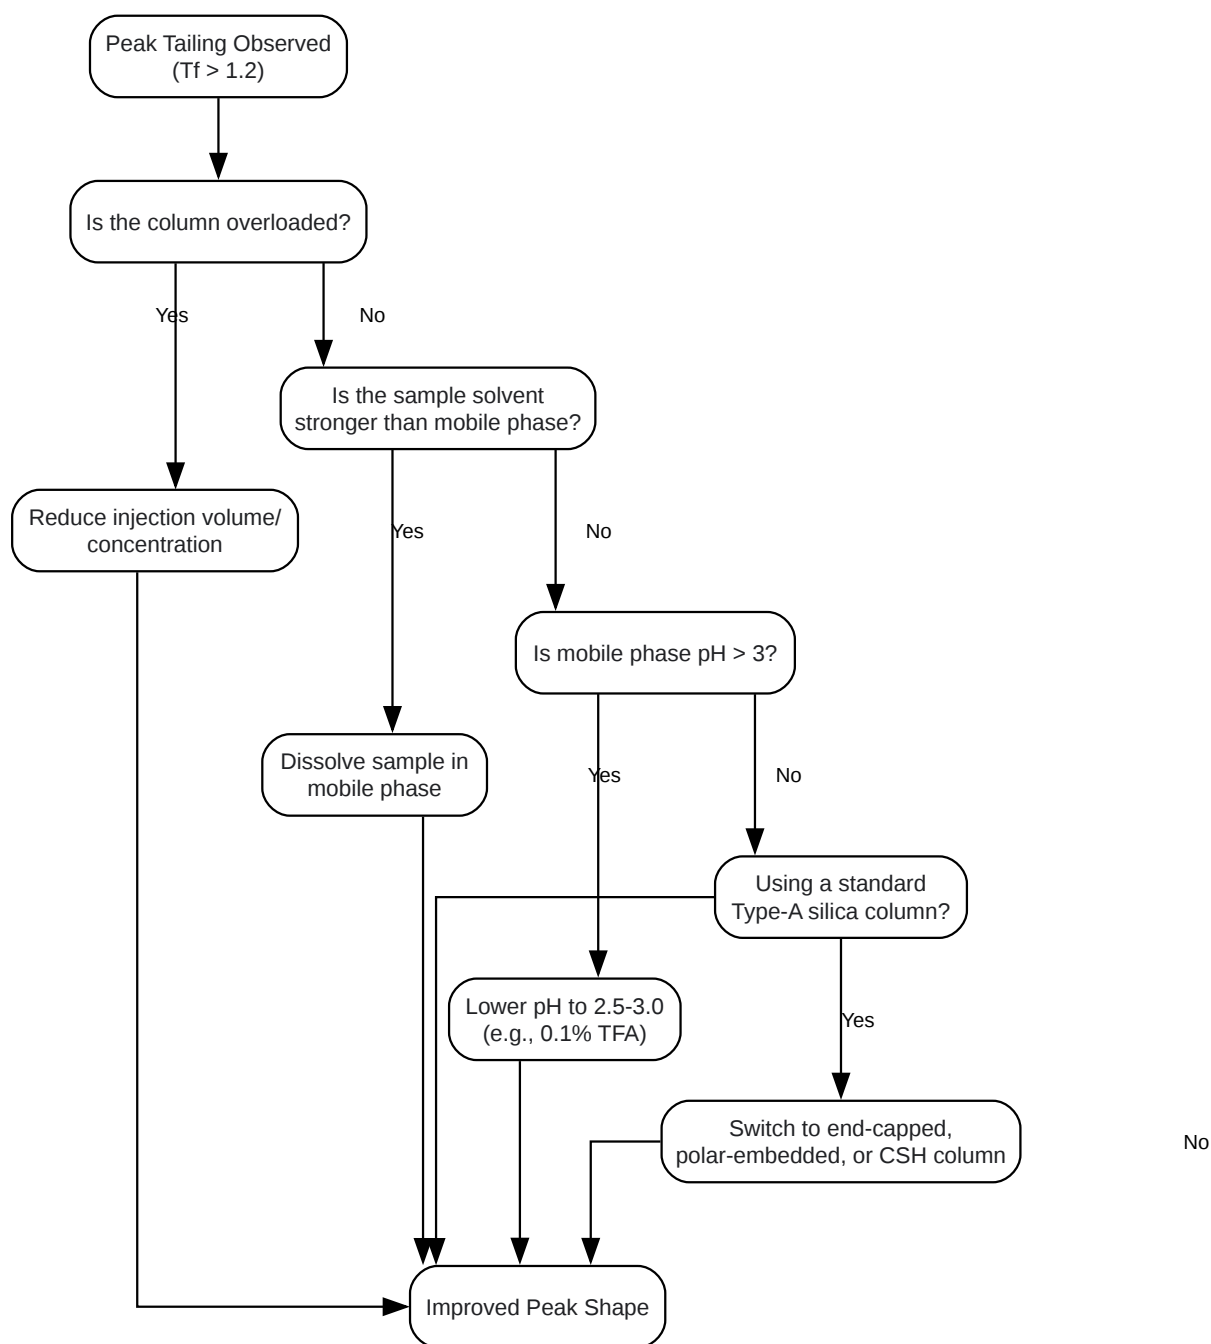 Peak Tailing Observed
(Tf > 1.2)
Is the column overloaded?
Yes
No
Is the sample solvent
stronger than mobile phase?
Reduce injection volume/
concentration
Yes
No
Is mobile phase pH > 3?
Dissolve sample in
mobile phase
Yes
No
Using a standard
Type-A silica column?
Lower pH to 2.5-3.0
(e.g., 0.1% TFA)
Yes
Switch to end-capped,
polar-embedded, or CSH column
No
Improved Peak Shape